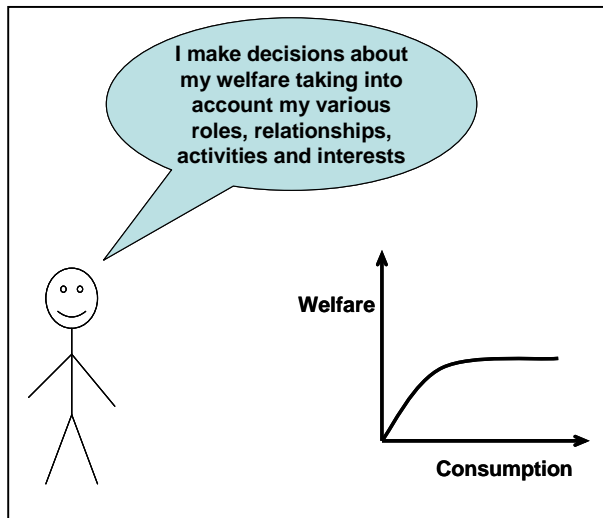 I make decisions about
my welfare taking into
account my various
roles, relationships,
activities and interests
Welfare
Consumption